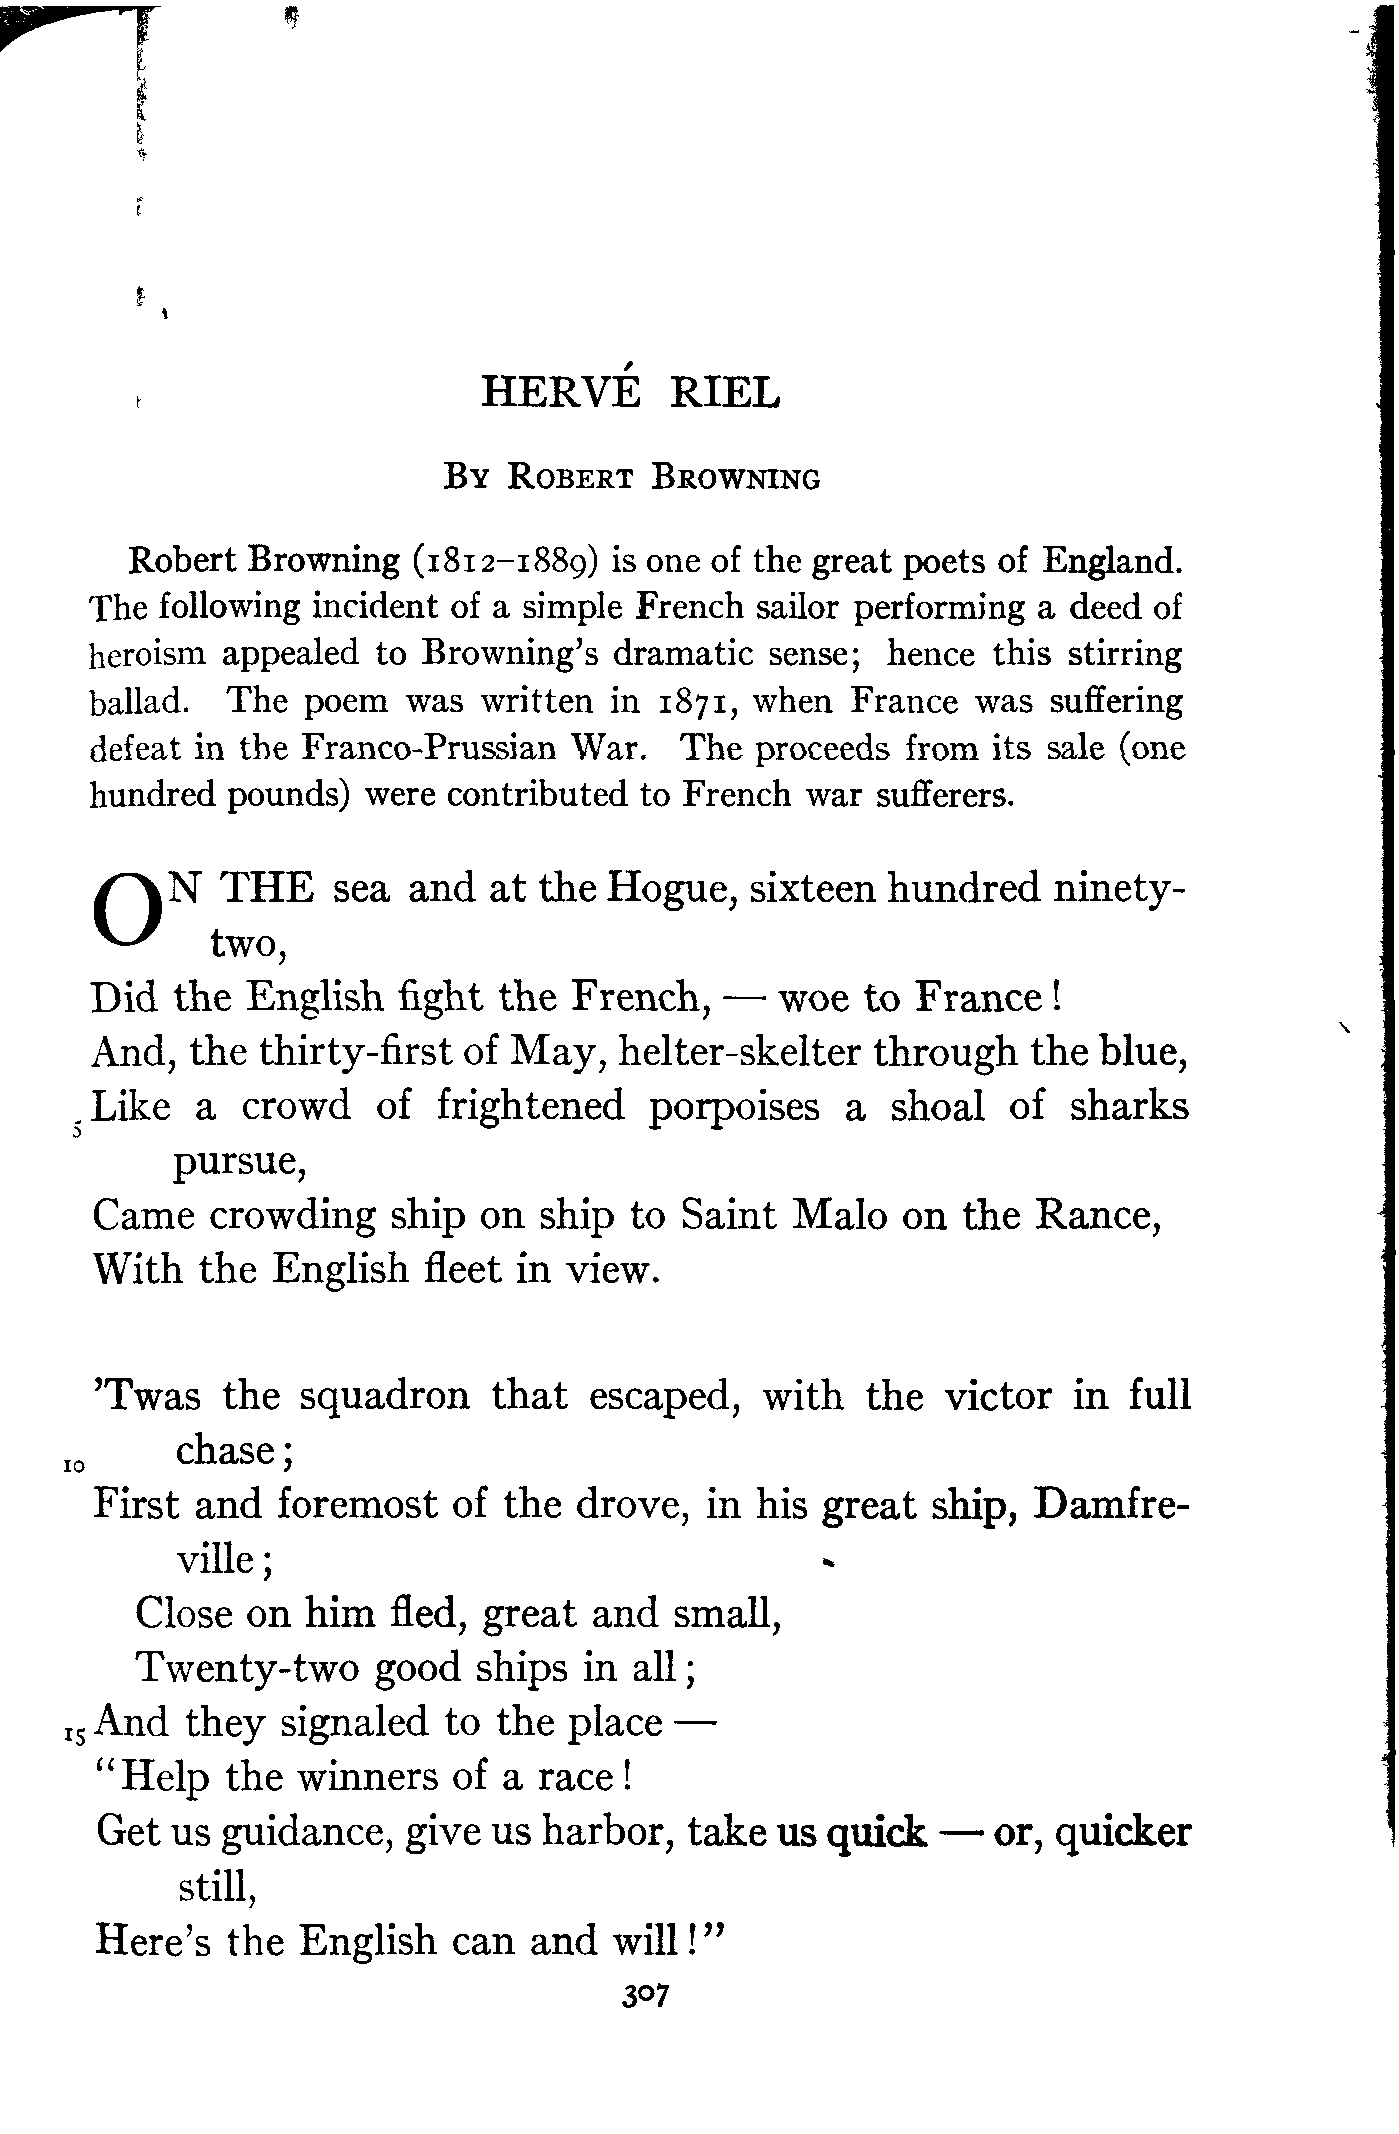 HERVÉ RIEL
BY ROBERT BROWNING
Robert Browning (1812–1889) is one of the great poets of England.
The following incident of a simple French sailor performing a deed of
heroism appealed to Browning's dramatic sense; hence this stirring
ballad. The poem was written in 1871, when France was suffering
defeat in the Franco-Prussian War. The proceeds from its sale (one
hundred pounds) were contributed to French war sufferers.
ON THE sea and at the Hogue, sixteen hundred ninety-
two,
Did the English fight the French, — woe to France!
And, the thirty-first of May, helter-skelter through the blue,
5 Like a crowd of frightened porpoises a shoal of sharks
pursue,
Came crowding ship on ship to Saint Malo on the Rance,
With the English fleet in view.
'Twas the squadron that escaped, with the victor in full
10 chase;
First and foremost of the drove, in his great ship, Damfre-
ville;
Close on him fled, great and small,
Twenty-two good ships in all;
15 And they signaled to the place —
"Help the winners of a race!
Get us guidance, give us harbor, take us quick — or, quicker
still,
Here's the English can and will!"
307